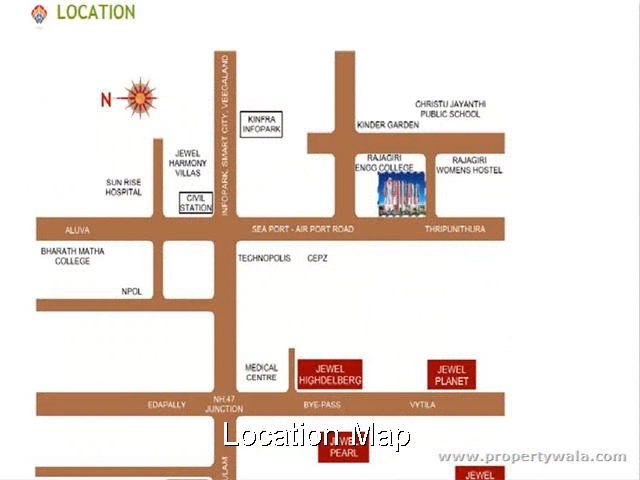 LOCATION
N
INFOPARK, SMART CITY, VEEGALAND
KINFRA
INFOPARK
CHRISTU JAYANTHI
PUBLIC SCHOOL
KINDER GARDEN
JEWEL
HARMONY
VILLAS
RAJAGIRI
ENGG.COLLEGE
RAJAGIRI
WOMENS HOSTEL
SUN RISE
HOSPITAL
CIVIL
STATION
ALUVA
SEA PORT - AIR PORT ROAD
THRIPUNITHURA
BHARATH MATHA
COLLEGE
TECHNOPOLIS
CEPZ
NPOL
MEDICAL
CENTRE
JEWEL
HIGHDELBERG
JEWEL
PLANET
EDAPALLY
NH.47
JUNCTION
BYE-PASS
VYTILA
Location Map
JEWEL
PEARL
www.propertywala.com
JEWEL